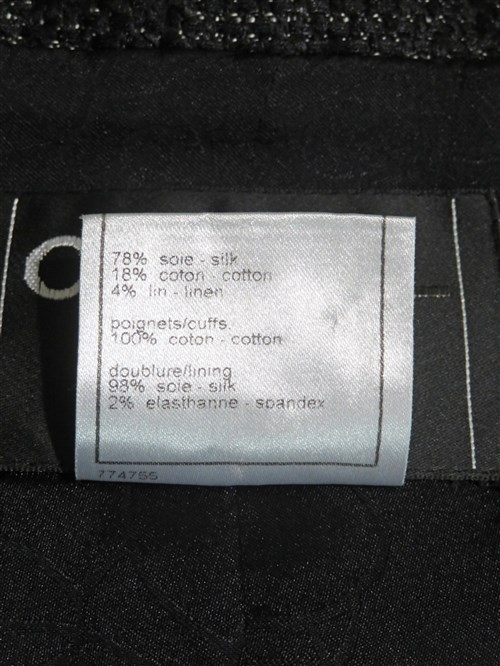 78% soie - silk
18% coton - cotton
4% lin - linen
poignets/cuffs.
100% coton - cotton
doublure/lining
98% soie - silk
2% elasthanne - spandex
774755